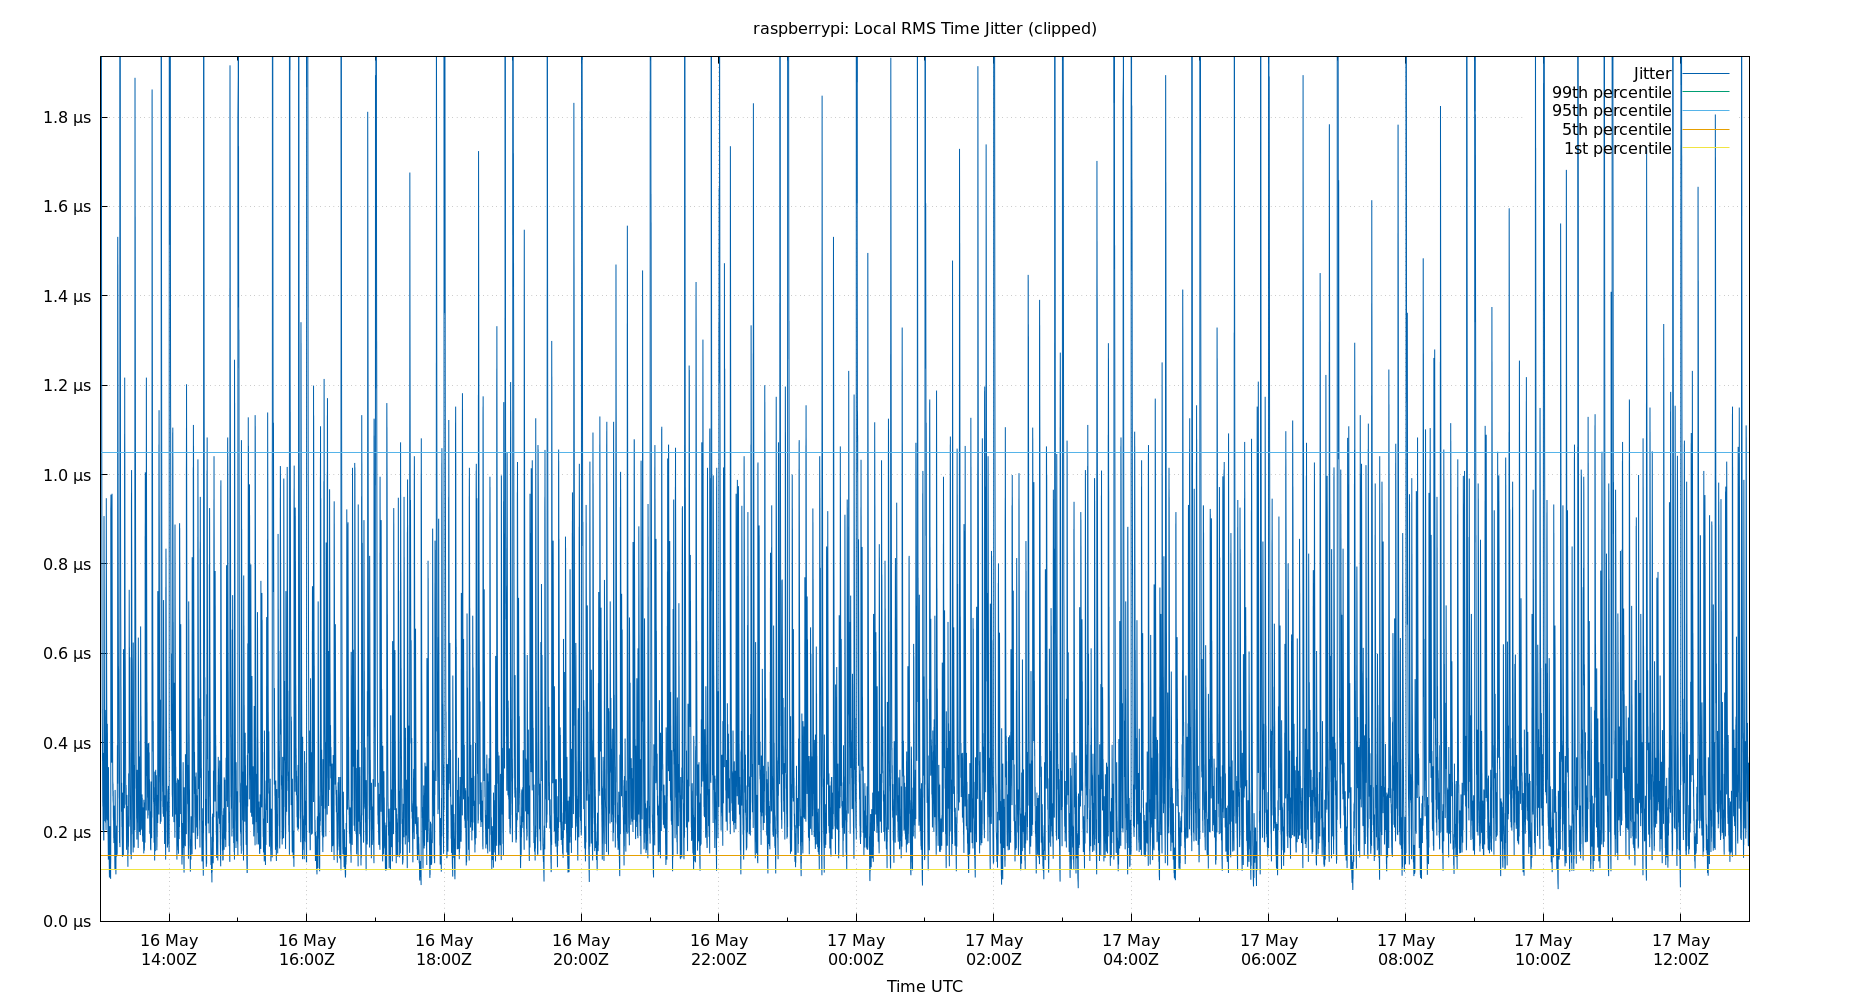 raspberrypi: Local RMS Time Jitter (clipped)
Jitter
99th percentile
95th percentile
5th percentile
1st percentile
1.8 µs
1.6 µs
1.4 µs
1.2 µs
1.0 µs
0.8 µs
0.6 µs
0.4 µs
0.2 µs
0.0 µs
16 May 16 May 16 May 16 May 16 May 17 May 17 May 17 May 17 May 17 May 17 May 17 May
14:00Z 16:00Z 18:00Z 20:00Z 22:00Z 00:00Z 02:00Z 04:00Z 06:00Z 08:00Z 10:00Z 12:00Z
Time UTC